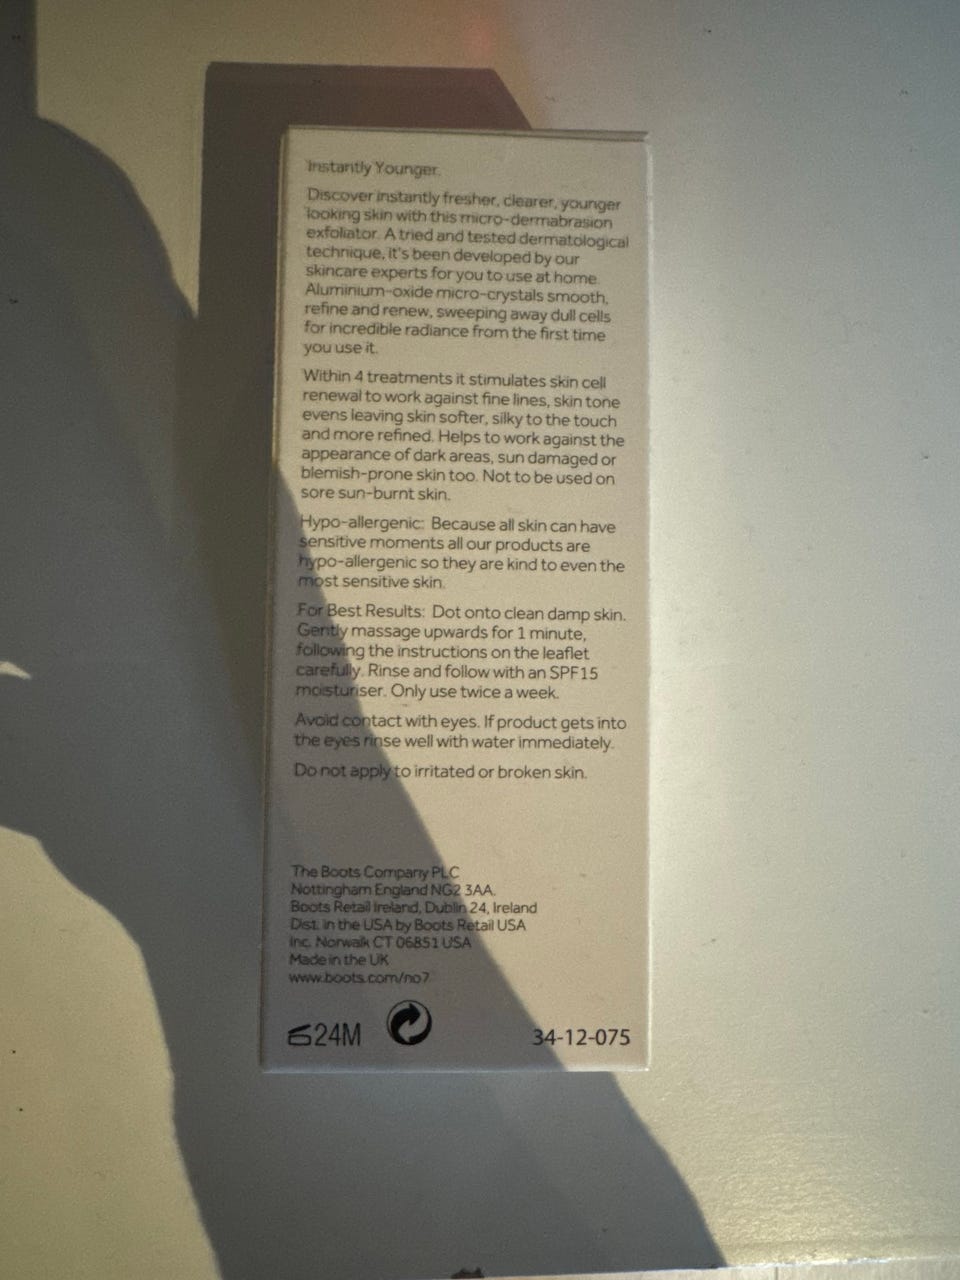 Instantly Younger.
Discover instantly fresher, clearer, younger
looking skin with this micro-dermabrasion
exfoliator. A tried and tested dermatological
technique, it's been developed by our
skincare experts for you to use at home.
Aluminium-oxide micro-crystals smooth,
refine and renew, sweeping away dull cells
for incredible radiance from the first time
you use it.
Within 4 treatments it stimulates skin cell
renewal to work against fine lines, skin tone
evens leaving skin softer, silky to the touch
and more refined. Helps to work against the
appearance of dark areas, sun damaged or
blemish-prone skin too. Not to be used on
sore sun-burnt skin.
Hypo-allergenic: Because all skin can have
sensitive moments all our products are
hypo-allergenic so they are kind to even the
most sensitive skin.
For Best Results: Dot onto clean damp skin.
Gently massage upwards for 1 minute,
following the instructions on the leaflet
carefully. Rinse and follow with an SPF15
moisturiser. Only use twice a week.
Avoid contact with eyes. If product gets into
the eyes rinse well with water immediately.
Do not apply to irritated or broken skin.
The Boots Company PLC
Nottingham England NG2 3AA.
Boots Retail Ireland, Dublin 24, Ireland
Dist. in the USA by Boots Retail USA
Inc. Norwalk CT 06851 USA
Made in the UK
www.boots.com/no7
24M 34-12-075